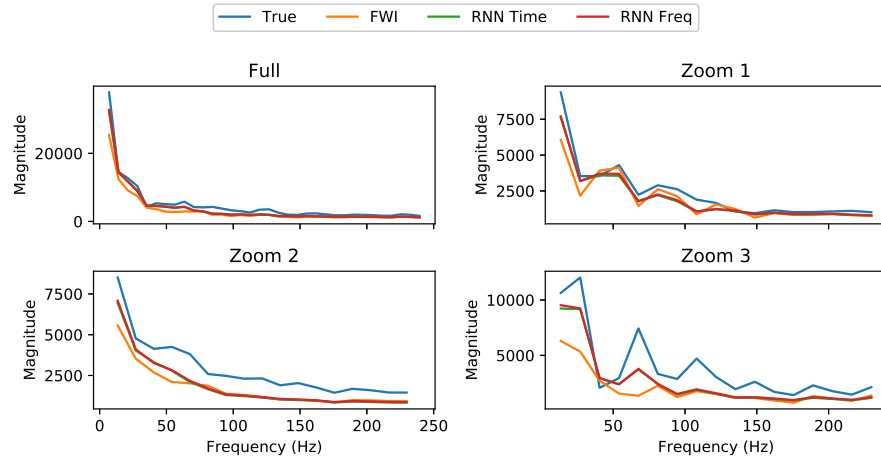 True FWI RNN Time RNN Freq
Full
Zoom 1
Magnitude
20000
0
Magnitude
7500
5000
2500
Zoom 2
Zoom 3
Magnitude
7500
5000
2500
Magnitude
10000
5000
0 50 100 150 200 250
50 100 150 200
Frequency (Hz)
Frequency (Hz)